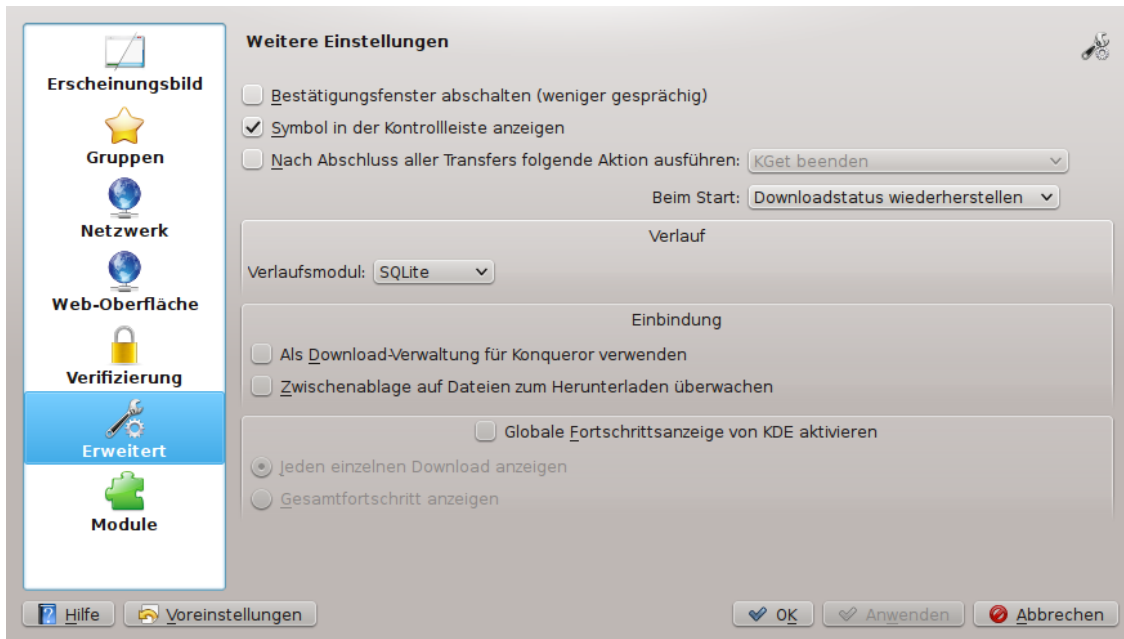 Erscheinungsbild
Gruppen
Netzwerk
Web-Oberfläche
Verifizierung
Erweitert
Module
Weitere Einstellungen
Bestätigungsfenster abschalten (weniger gesprächig)
Symbol in der Kontrollleiste anzeigen
Nach Abschluss aller Transfers folgende Aktion ausführen: KGet beenden
Beim Start: Downloadstatus wiederherstellen
Verlauf
Verlaufsmodul: SQLite
Einbindung
Als Download-Verwaltung für Konqueror verwenden
Zwischenablage auf Dateien zum Herunterladen überwachen
Globale Fortschrittsanzeige von KDE aktivieren
Jeden einzelnen Download anzeigen
Gesamtfortschritt anzeigen
Hilfe Voreinstellungen OK Anwenden Abbrechen